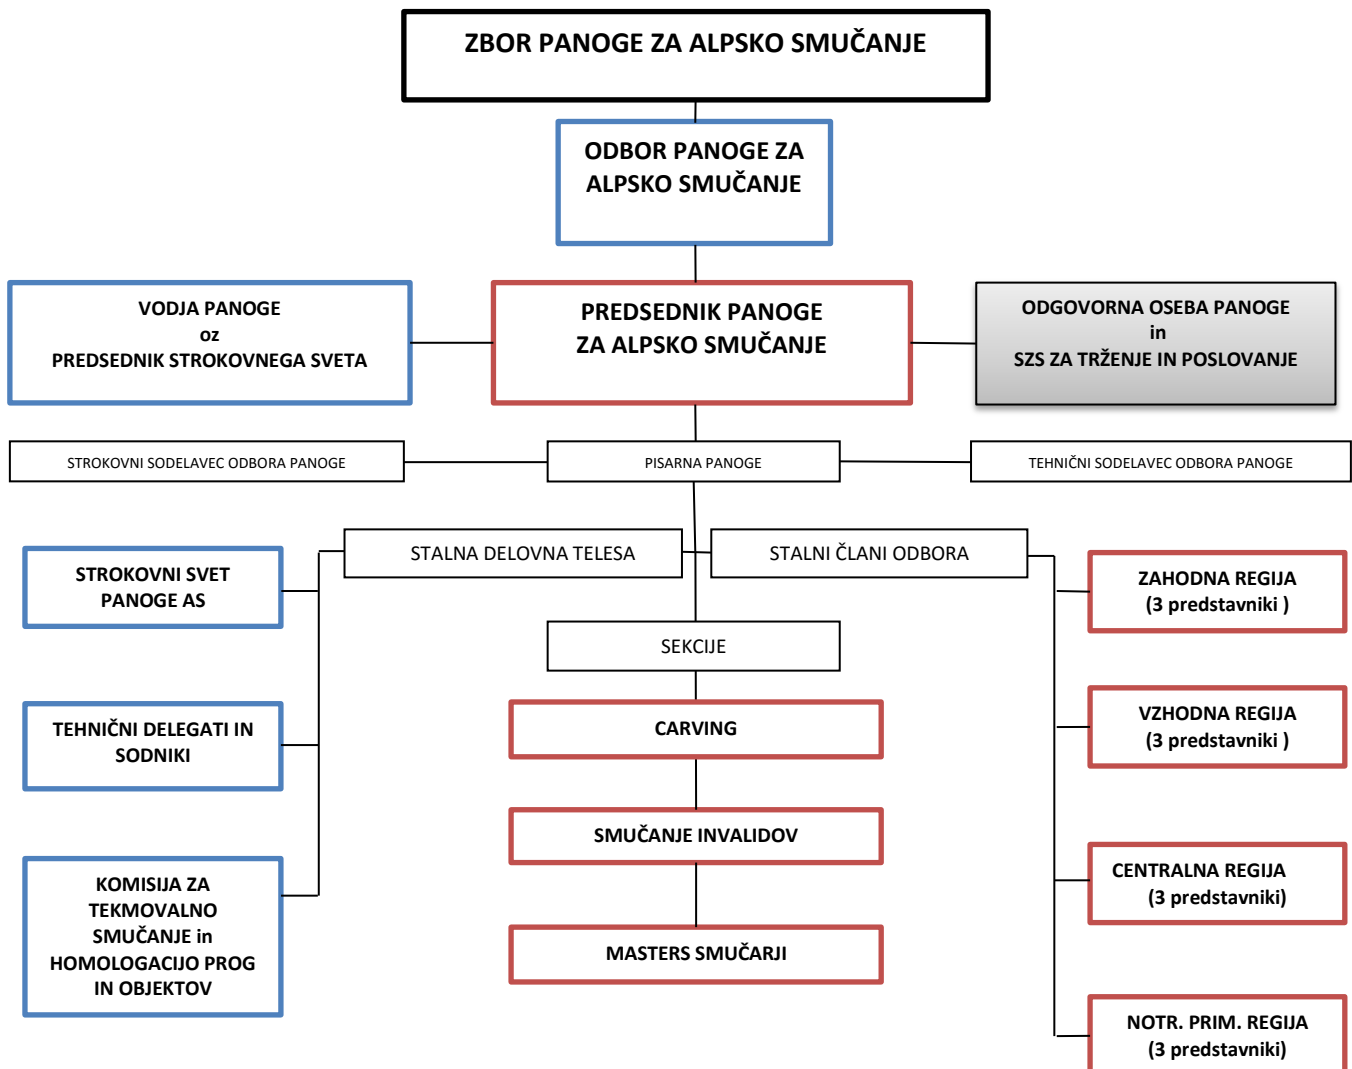 ZBOR PANOGE ZA ALPSKO SMUČANJE
ODBOR PANOGE ZA
ALPSKO SMUČANJE
VODJA PANOGE
oz
PREDSEDNIK STROKOVNEGA SVETA
PREDSEDNIK PANOGE
ZA ALPSKO SMUČANJE
ODGOVORNA OSEBA PANOGE
in
SZS ZA TRŽENJE IN POSLOVANJE
STROKOVNI SODELAVEC ODBORA PANOGE
PISARNA PANOGE
TEHNIČNI SODELAVEC ODBORA PANOGE
STALNA DELOVNA TELESA
STALNI ČLANI ODBORA
STROKOVNI SVET
PANOGE AS
TEHNIČNI DELEGATI IN
SODNIKI
KOMISIJA ZA
TEKMOVALNO
SMUČANJE in
HOMOLOGACIJO PROG
IN OBJEKTOV
SEKCIJE
CARVING
SMUČANJE INVALIDOV
MASTERS SMUČARJI
ZAHODNA REGIJA
(3 predstavniki )
VZHODNA REGIJA
(3 predstavniki )
CENTRALNA REGIJA
(3 predstavniki)
NOTR. PRIM. REGIJA
(3 predstavniki)